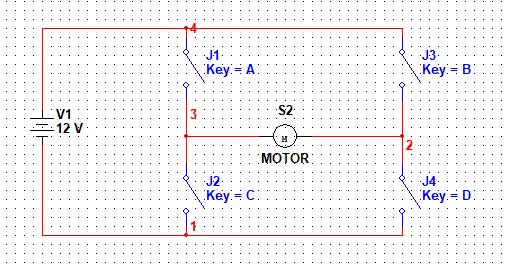 4
J1
Key = A
J3
Key = B
V1
12 V
3
S2
M
MOTOR
2
J2
Key = C
J4
Key = D
1